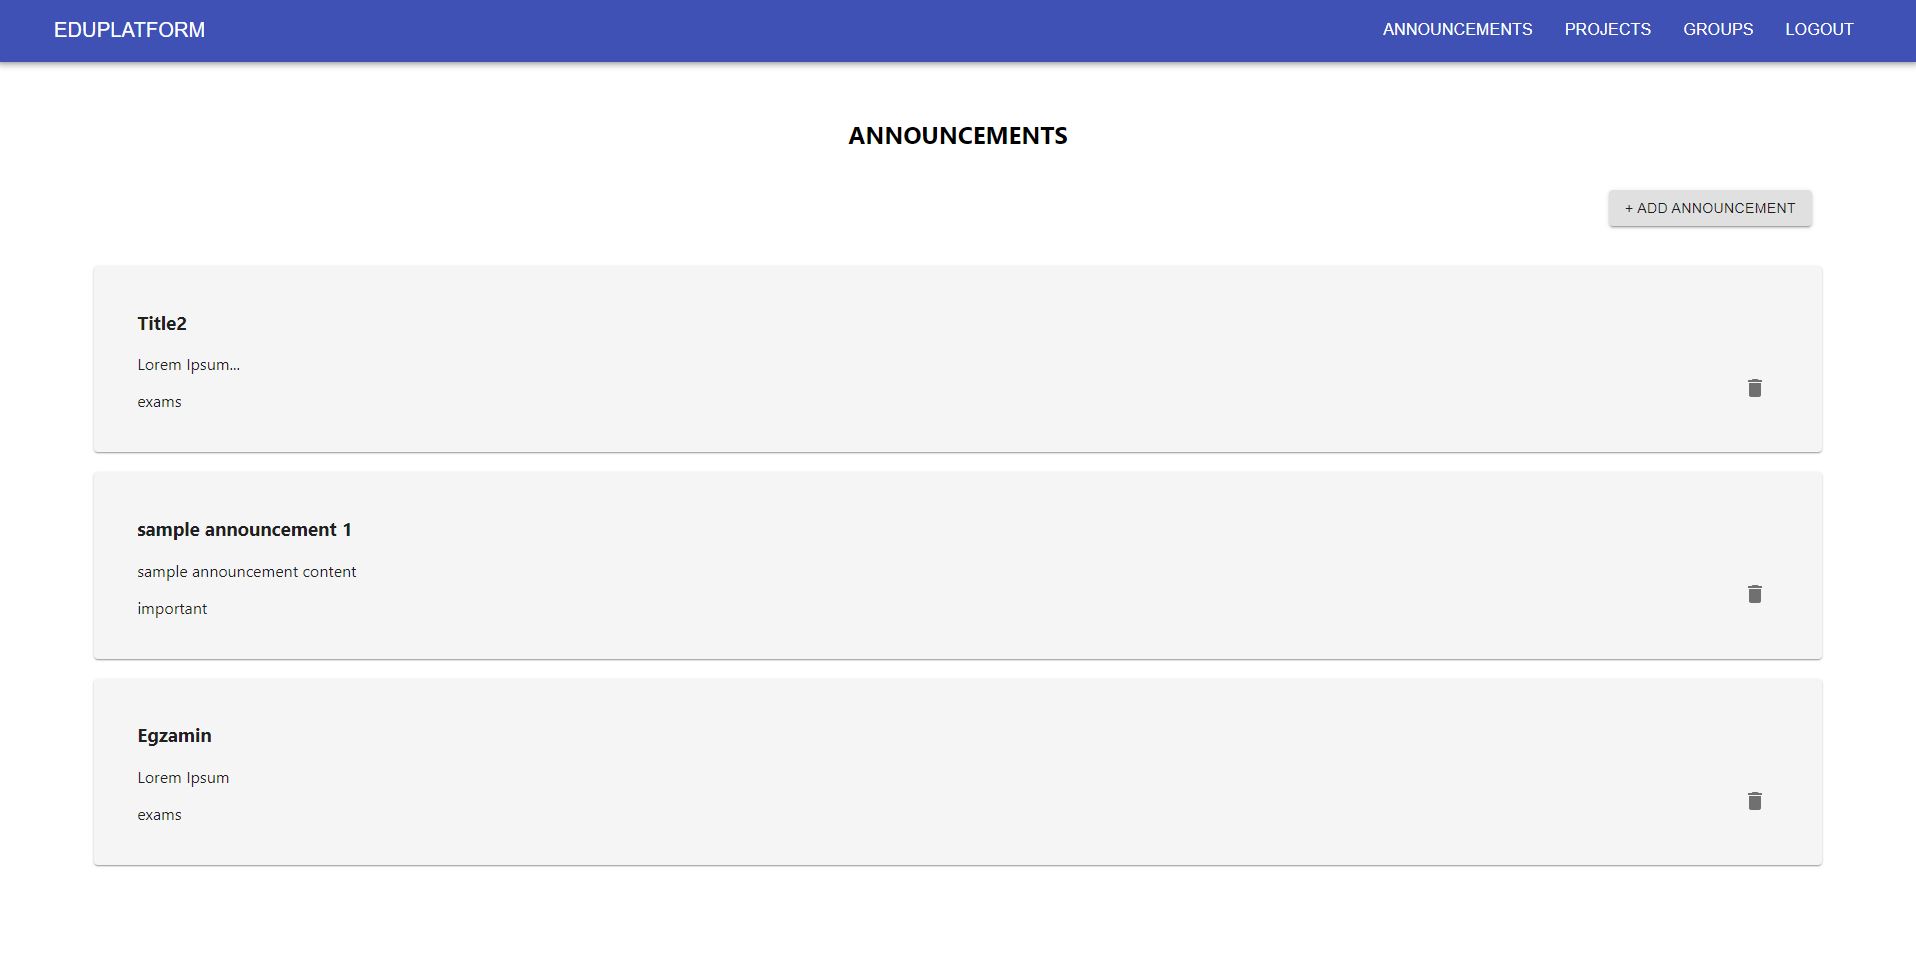 EDUPLATFORM
ANNOUNCEMENTS PROJECTS GROUPS LOGOUT
ANNOUNCEMENTS
+ ADD ANNOUNCEMENT
Title2
Lorem Ipsum...
exams
sample announcement 1
sample announcement content
important
Egzamin
Lorem Ipsum
exams